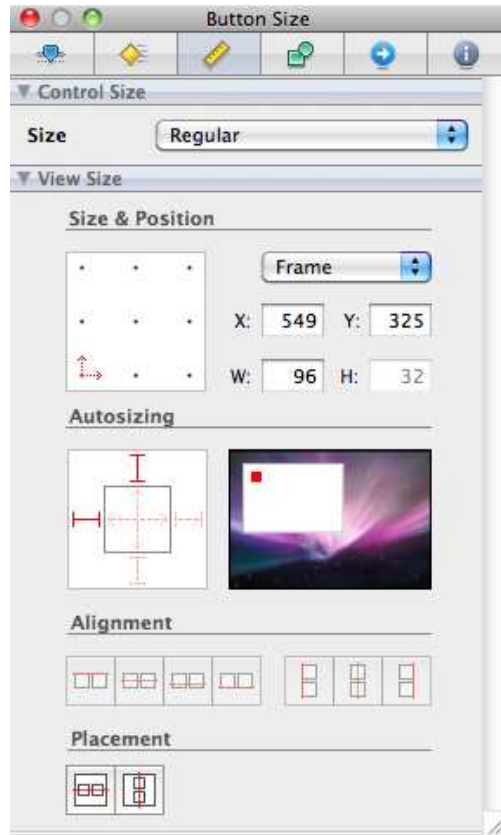 Button Size
Control Size
Size Regular
View Size
Size & Position
Frame
X: 549 Y: 325
W: 96 H: 32
Autosizing
Alignment
Placement